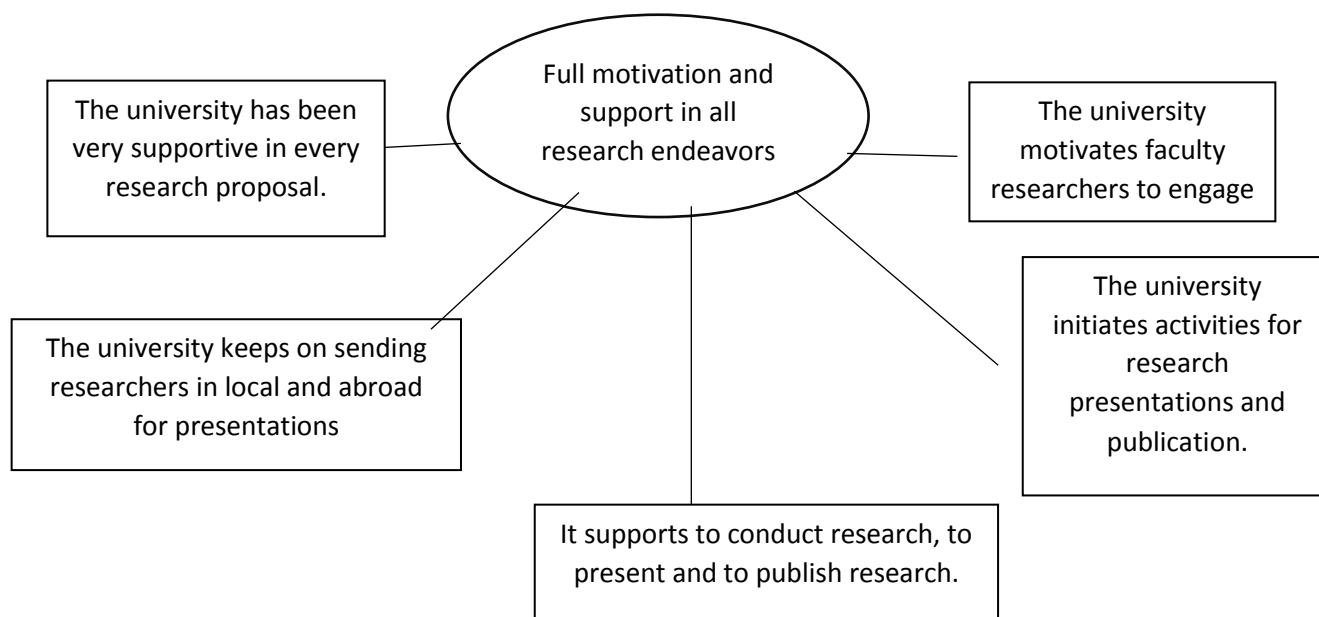 Full motivation and
support in all
research endeavors
The university has been
very supportive in every
research proposal.
The university
motivates faculty
researchers to engage
The university keeps on sending
researchers in local and abroad
for presentations
The university
initiates activities for
research
presentations and
publication.
It supports to conduct research, to
present and to publish research.